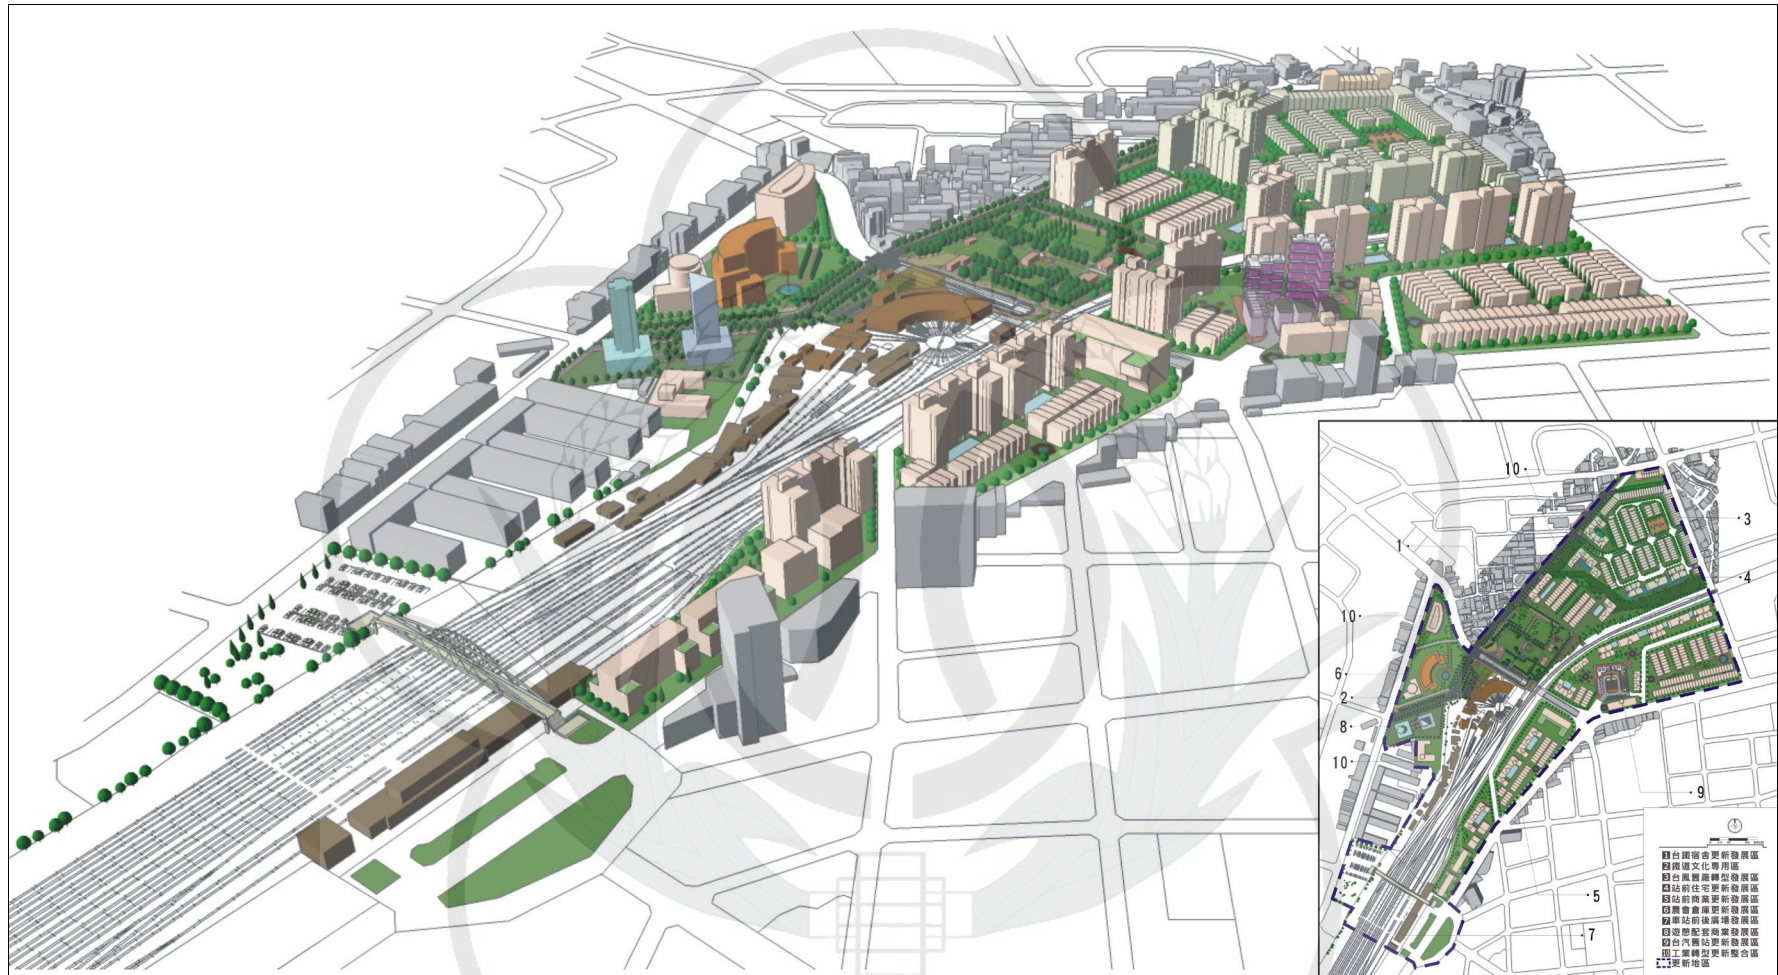 10
3
1
4
10
6
2
8
10
9
5
7
1台鐵宿舍更新發展區
2鐵道文化專用區
3台鳳舊廠轉型發展區
4站前住宅更新發展區
5站前商業更新發展區
6農會倉庫更新發展區
7車站前後廣場發展區
8遊憩配套商業發展區
9台汽舊站更新發展區
10工業轉型更新整合區
更新地區